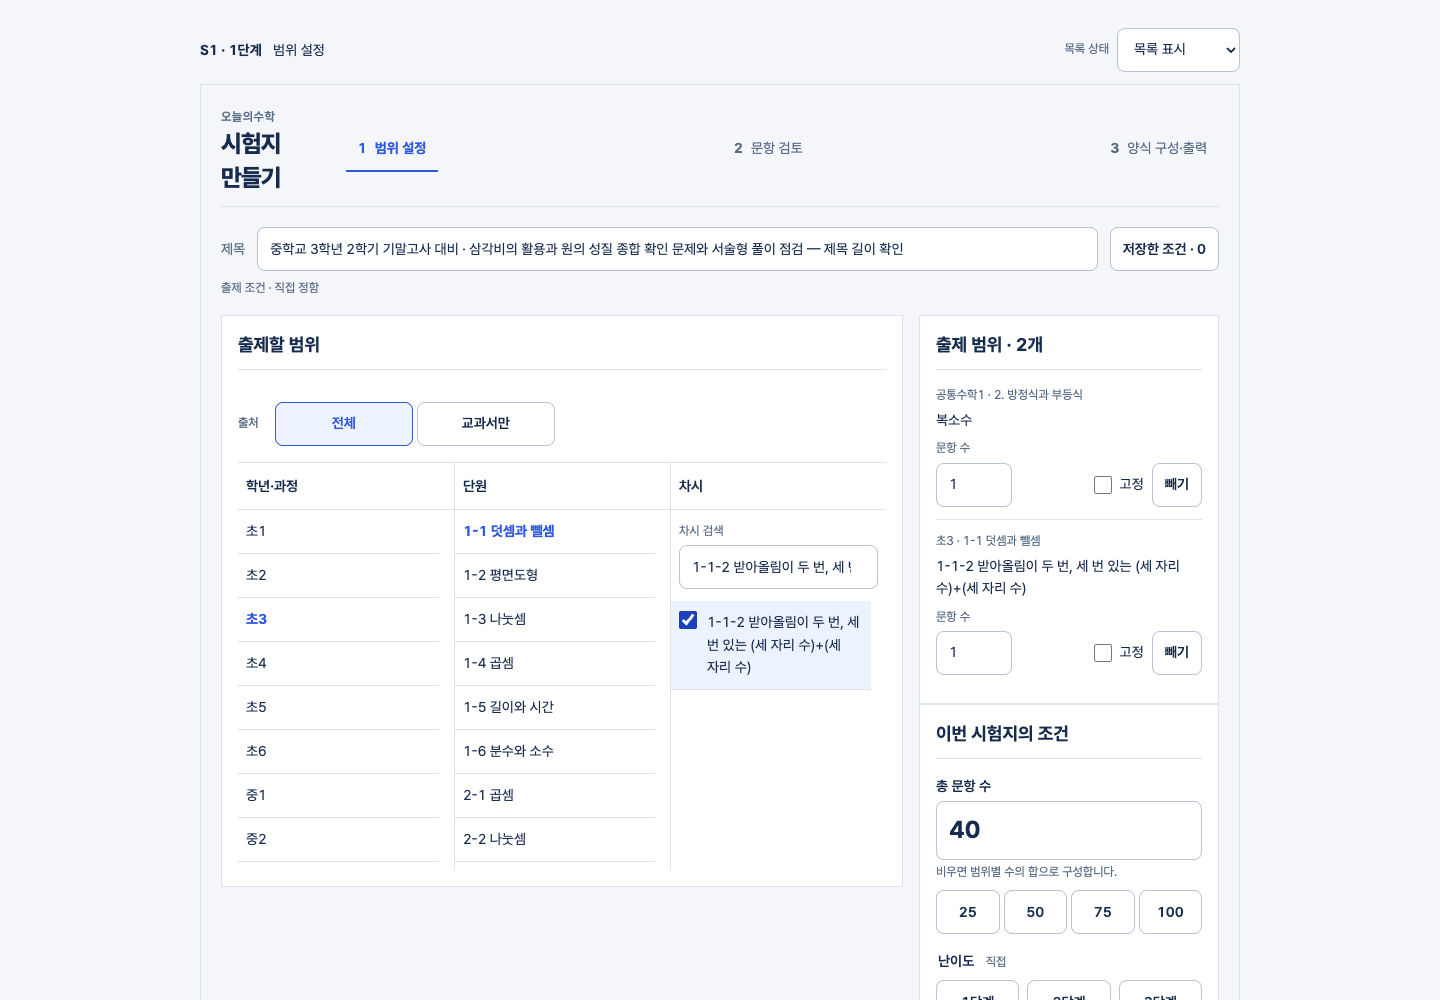 S1 · 1단계 범위 설정
목록 상태 목록 표시
오늘의수학
시험지
만들기
1 범위 설정
2 문항 검토
3 양식 구성·출력
제목 중학교 3학년 2학기 기말고사 대비 · 삼각비의 활용과 원의 성질 종합 확인 문제와 서술형 풀이 점검 — 제목 길이 확인
저장한 조건 · 0
출제 조건 · 직접 정함
출제할 범위
출처 전체 교과서만
학년·과정 단원 차시
초1
초2
초3
초4
초5
초6
중1
중2
1-1 덧셈과 뺄셈
1-2 평면도형
1-3 나눗셈
1-4 곱셈
1-5 길이와 시간
1-6 분수와 소수
2-1 곱셈
2-2 나눗셈
차시 검색
1-1-2 받아올림이 두 번, 세
1-1-2 받아올림이 두 번, 세
번 있는 (세 자리 수)+(세
자리 수)
출제 범위 · 2개
공통수학1 · 2. 방정식과 부등식
복소수
문항 수
1 고정 빼기
초3 · 1-1 덧셈과 뺄셈
1-1-2 받아올림이 두 번, 세 번 있는 (세 자리
수)+(세 자리 수)
문항 수
1 고정 빼기
이번 시험지의 조건
총 문항 수
40
비우면 범위별 수의 합으로 구성합니다.
25 50 75 100
난이도 직접
1단계 2단계 3단계